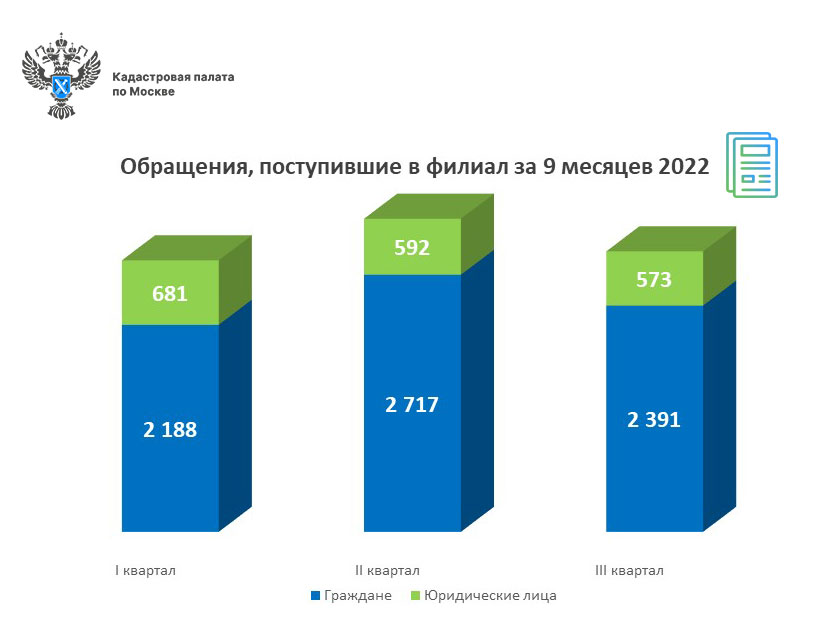 Кадастровая палата
по Москве
Обращения, поступившие в филиал за 9 месяцев 2022
681
592
573
2 188
2 717
2 391
I квартал
II квартал
III квартал
Граждане
Юридические лица